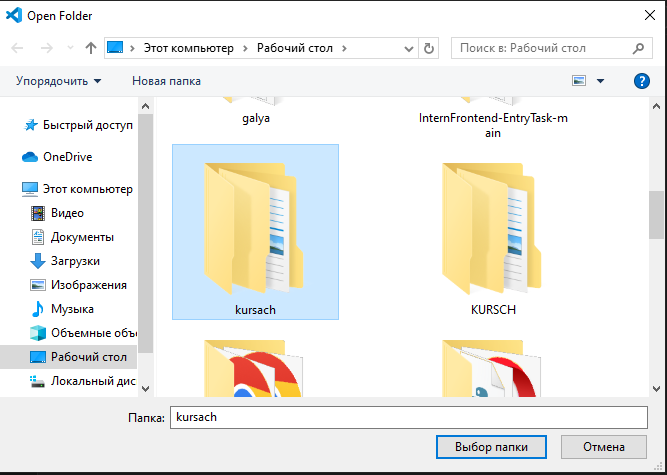 Open Folder
Этот компьютер
Рабочий стол
Поиск в: Рабочий стол
Упорядочить
Новая папка
?
Быстрый доступ
OneDrive
Этот компьютер
Видео
Документы
Загрузки
Изображения
Музыка
Объемные объ
Рабочий стол
Локальный дис
galya
InternFrontend-EntryTask-m
ain
kursach
KURSCH
Папка:
kursach
Выбор папки
Отмена